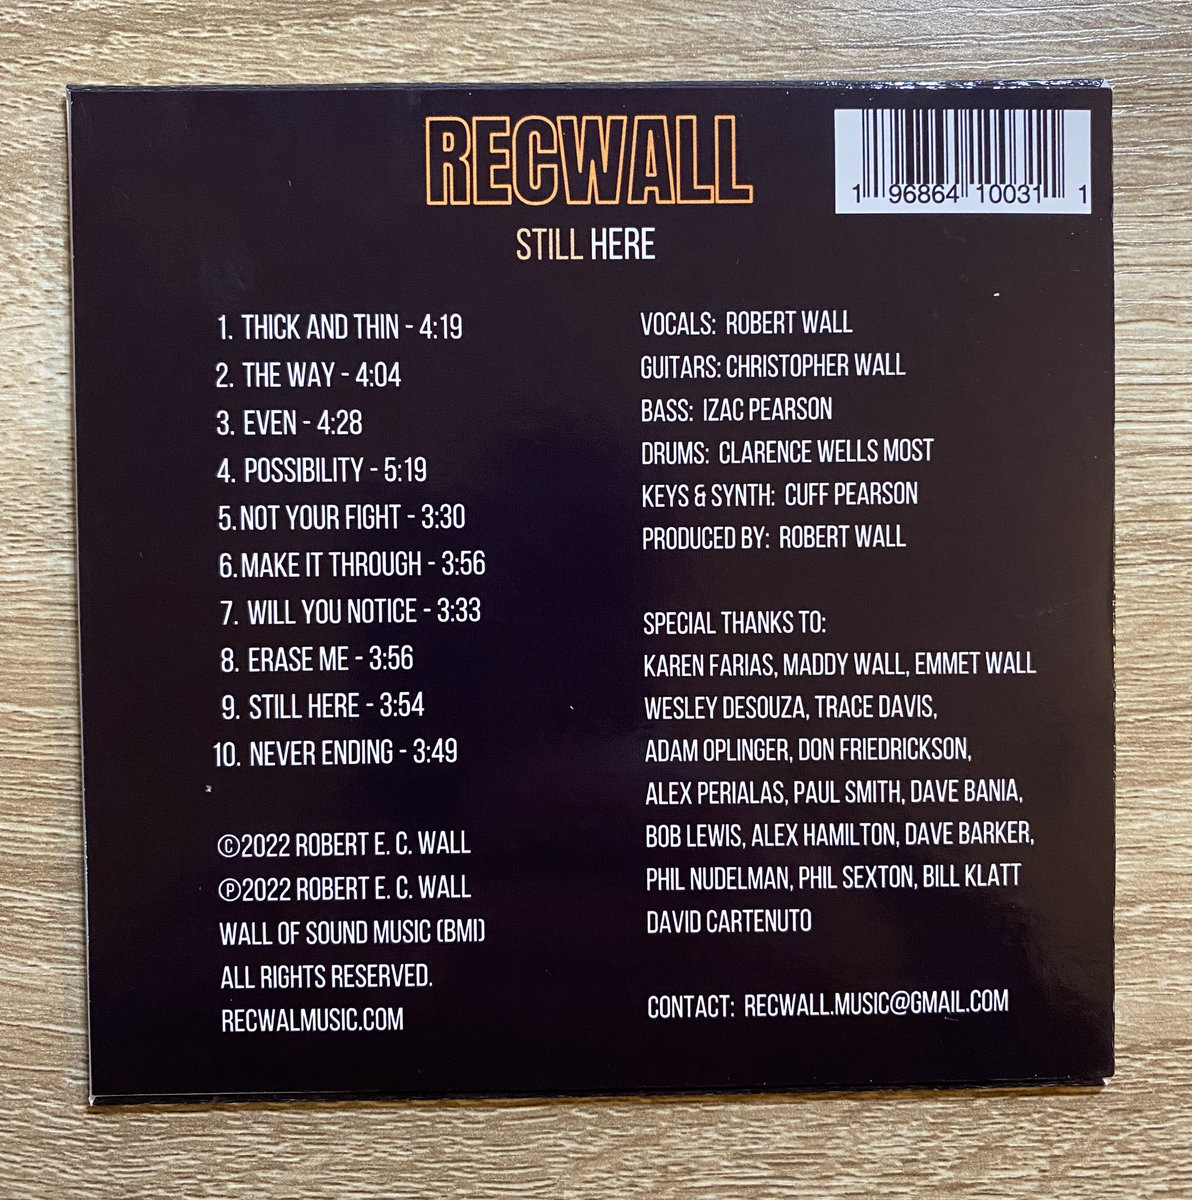 RECWALL
STILL HERE
1 96864 10031 1
1. THICK AND THIN - 4:19
2. THE WAY - 4:04
3. EVEN - 4:28
4. POSSIBILITY - 5:19
5. NOT YOUR FIGHT - 3:30
6. MAKE IT THROUGH - 3:56
7. WILL YOU NOTICE - 3:33
8. ERASE ME - 3:56
9. STILL HERE - 3:54
10. NEVER ENDING - 3:49
©2022 ROBERT E. C. WALL
℗2022 ROBERT E. C. WALL
WALL OF SOUND MUSIC (BMI)
ALL RIGHTS RESERVED.
RECWALMUSIC.COM
VOCALS: ROBERT WALL
GUITARS: CHRISTOPHER WALL
BASS: IZAC PEARSON
DRUMS: CLARENCE WELLS MOST
KEYS & SYNTH: CUFF PEARSON
PRODUCED BY: ROBERT WALL
SPECIAL THANKS TO:
KAREN FARIAS, MADDY WALL, EMMET WALL
WESLEY DESOUZA, TRACE DAVIS,
ADAM OPLINGER, DON FRIEDRICKSON,
ALEX PERIALAS, PAUL SMITH, DAVE BANIA,
BOB LEWIS, ALEX HAMILTON, DAVE BARKER,
PHIL NUDELMAN, PHIL SEXTON, BILL KLATT
DAVID CARTENUTO
CONTACT: RECWALL.MUSIC@GMAIL.COM